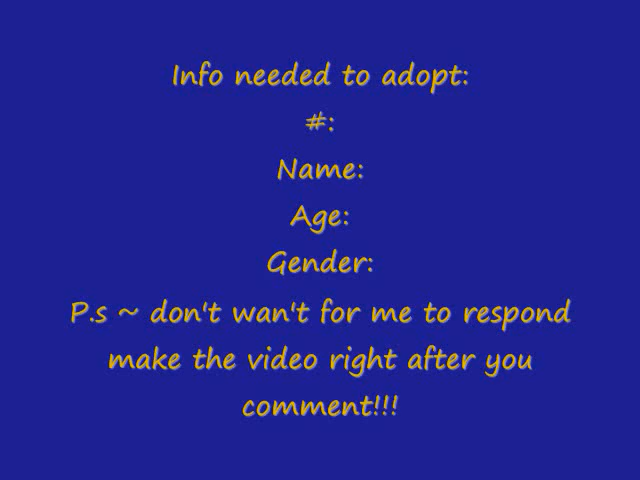 Info needed to adopt:
#:
Name:
Age:
Gender:
P.s ~ don't wan't for me to respond
make the video right after you
comment!!!